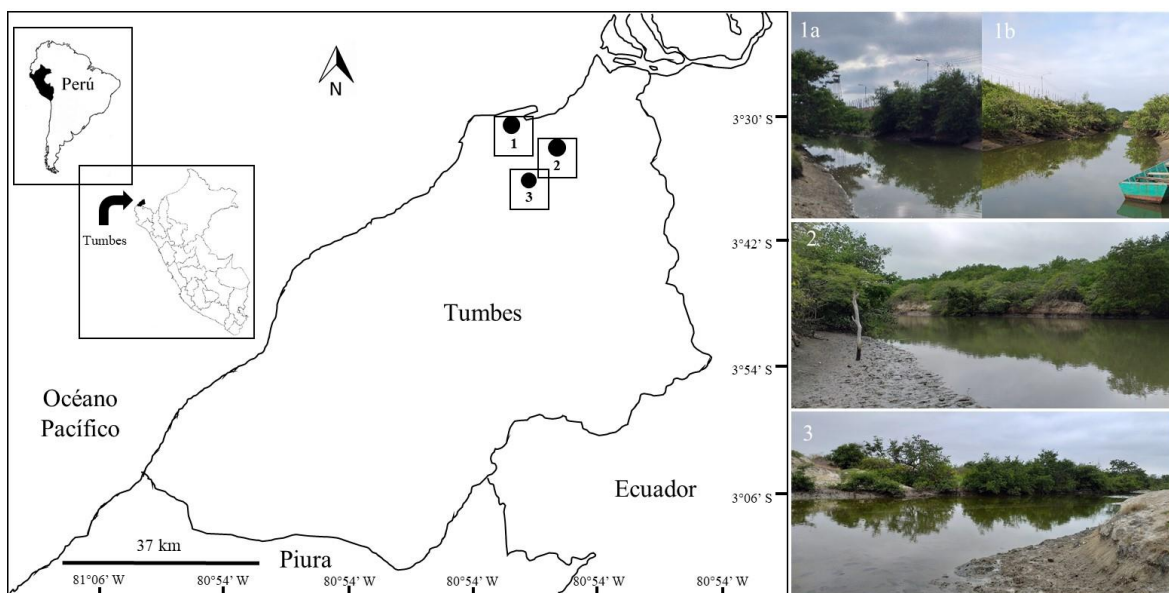 Perú
Tumbes
N
1
2
3
Tumbes
Océano
Pacífico
Ecuador
Piura
37 km
3°30' S
3°42' S
3°54' S
3°06' S
81°06' W
80°54' W
80°54' W
80°54' W
80°54' W
80°54' W
1a
1b
2
3